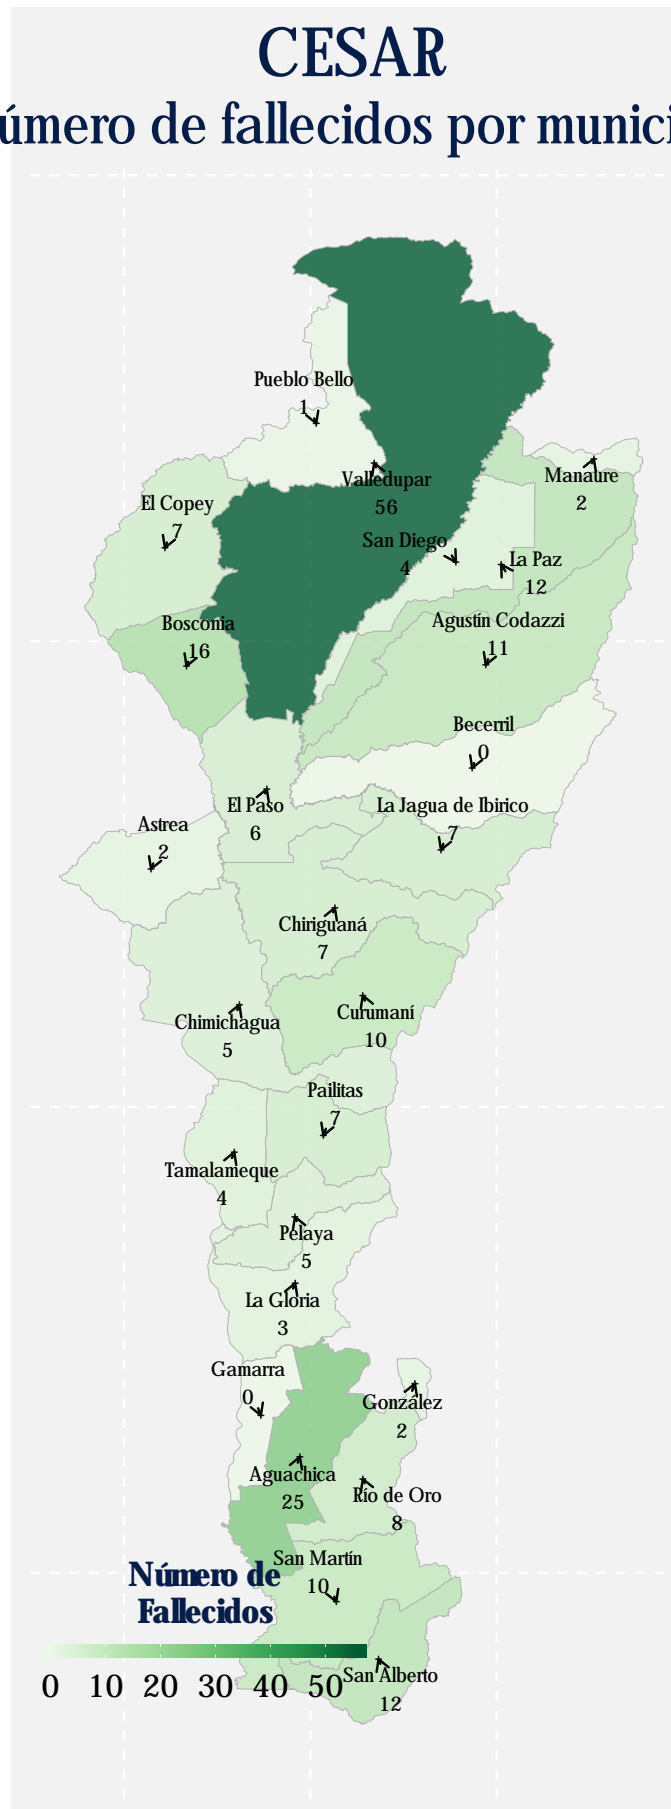 CESAR
úmero de fallecidos por munici
Pueblo Bello
1
Valledupar
56
Manaure
2
El Copey
7
San Diego
4
La Paz
12
Bosconia
16
Agustín Codazzi
11
Becerril
0
El Paso
6
La Jagua de Ibirico
7
Astrea
2
Chiriguaná
7
Curumaní
10
Chimichagua
5
Pailitas
7
Tamalameque
4
Pelaya
5
La Gloria
3
Gamarra
0
González
2
Aguachica
25
Río de Oro
8
San Martín
10
Número de
Fallecidos
San Alberto
12
0 10 20 30 40 50